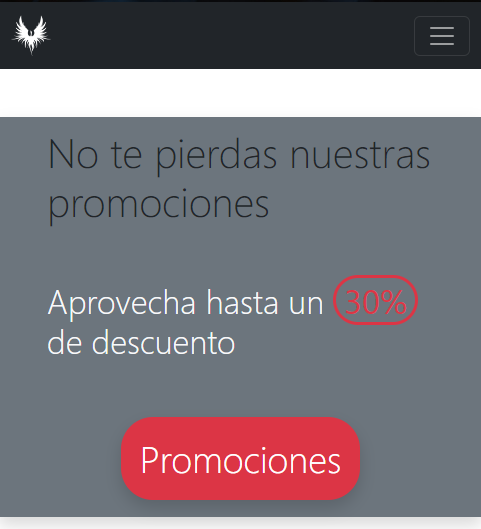 No te pierdas nuestras
promociones
Aprovecha hasta un 30%
de descuento
Promociones